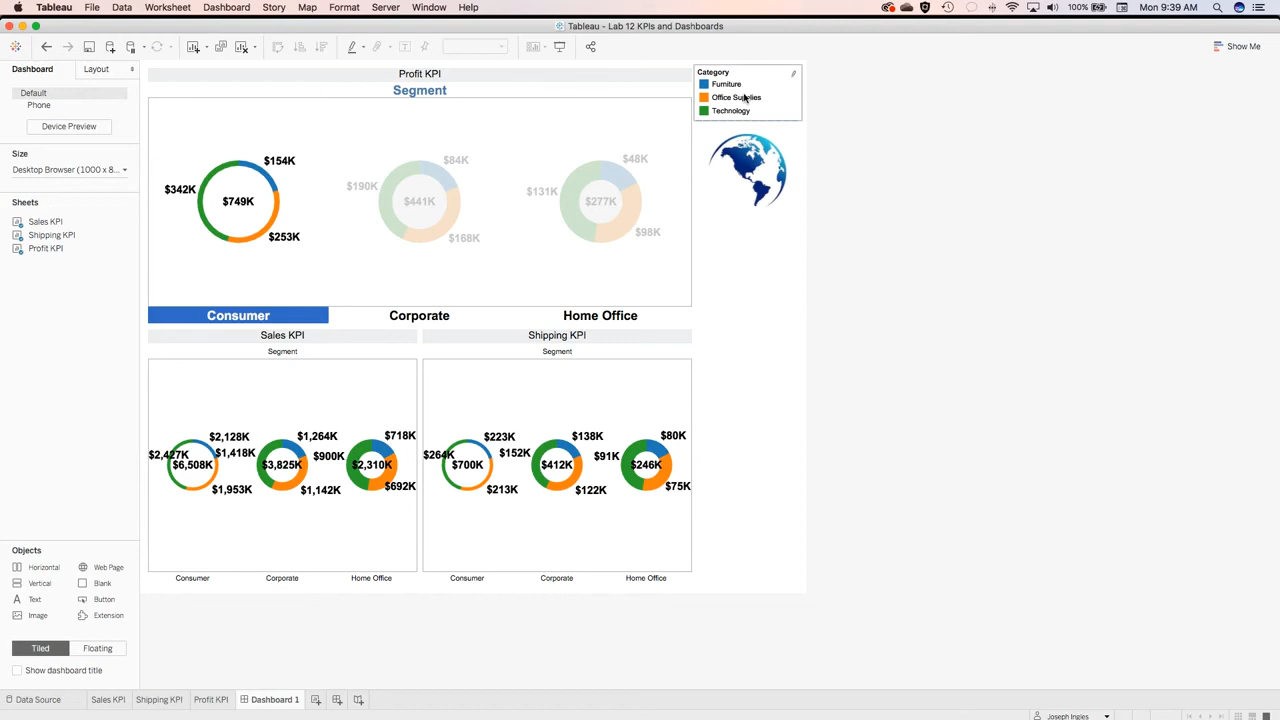 Tableau File Data Worksheet Dashboard Story Map Format Server Window Help 100% Mon 9:39 AM
Tableau - Lab 12 KPIs and Dashboards
Show Me
Dashboard Layout
Default
Phone
Device Preview
Size
Desktop Browser (1000 x 8...
Sheets
Sales KPI
Shipping KPI
Profit KPI
Objects
Horizontal Web Page
Vertical Blank
Text Button
Image Extension
Tiled Floating
Show dashboard title
Profit KPI
Segment
$154K
$342K
$749K
$253K
$84K
$190K
$441K
$168K
$48K
$131K
$277K
$98K
Consumer Corporate Home Office
Sales KPI
Segment
$2,128K
$2,427K
$6,508K
$1,953K
$1,264K
$1,418K
$3,825K
$1,142K
$718K
$900K
$2,310K
$692K
Consumer Corporate Home Office
Shipping KPI
Segment
$223K
$264K
$700K
$213K
$138K
$152K
$412K
$122K
$80K
$91K
$246K
$75K
Consumer Corporate Home Office
Category
Furniture
Office Supplies
Technology
Data Source Sales KPI Shipping KPI Profit KPI Dashboard 1
Joseph Ingles